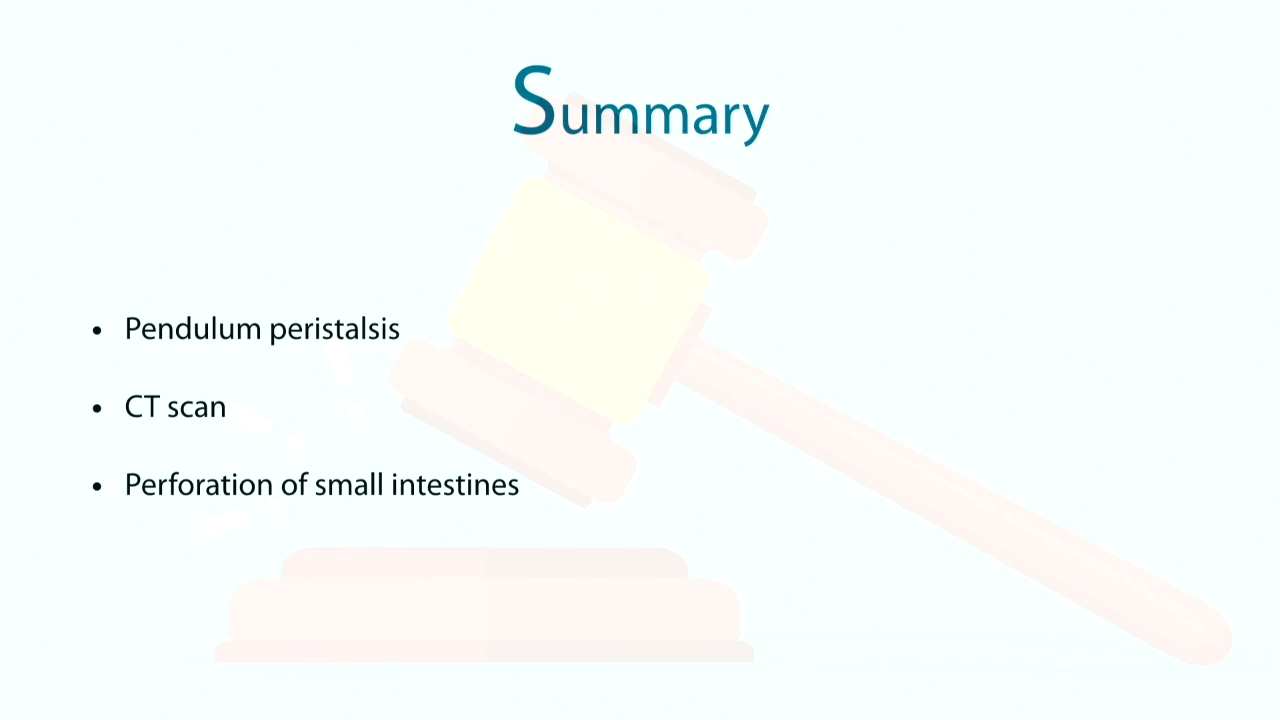 Summary
• Pendulum peristalsis
• CT scan
• Perforation of small intestines